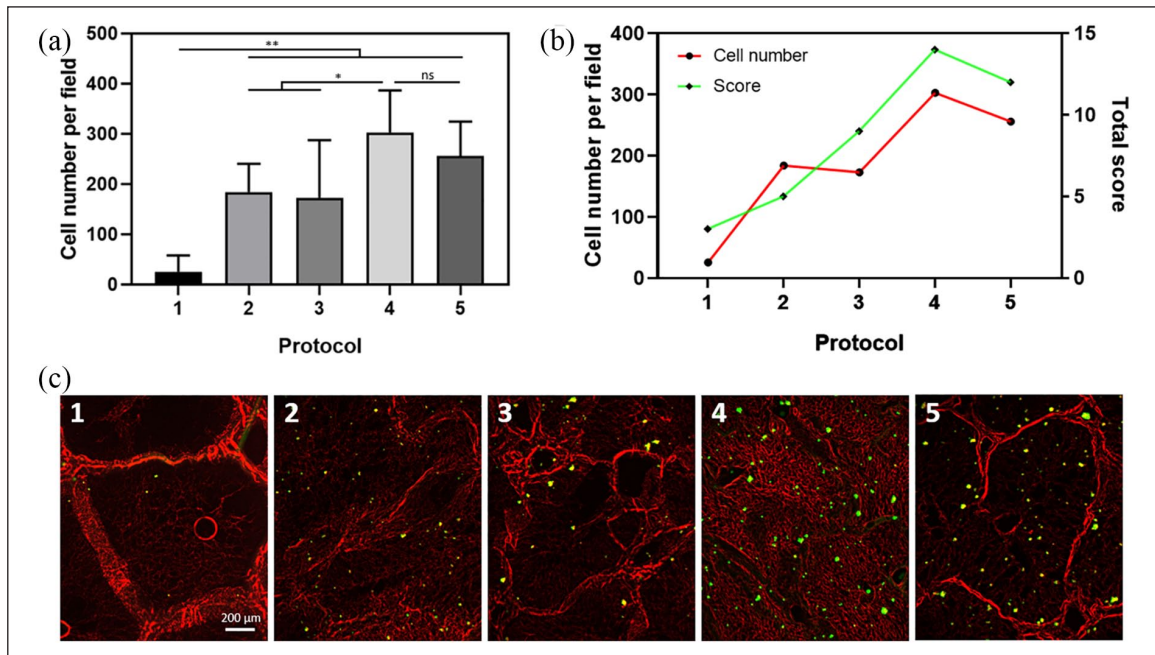 (a)
500
400
300
200
100
0
Cell number per field
**
*
ns
1 2 3 4 5
Protocol
(b)
400
300
200
100
0
Cell number per field
Cell number
Score
15
10
5
0
Total score
1 2 3 4 5
Protocol
(c)
1 2 3 4 5
200 μm